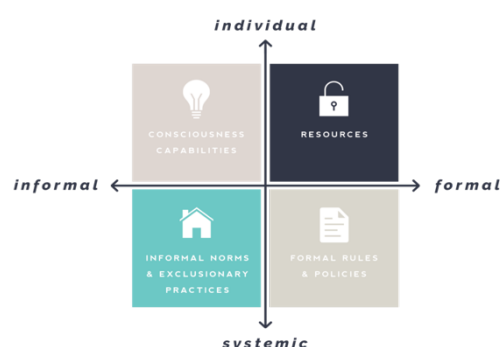 individual
CONSCIOUSNESS
CAPABILITIES
RESOURCES
informal
formal
INFORMAL NORMS
& EXCLUSIONARY
PRACTICES
FORMAL RULES
& POLICIES
systemic